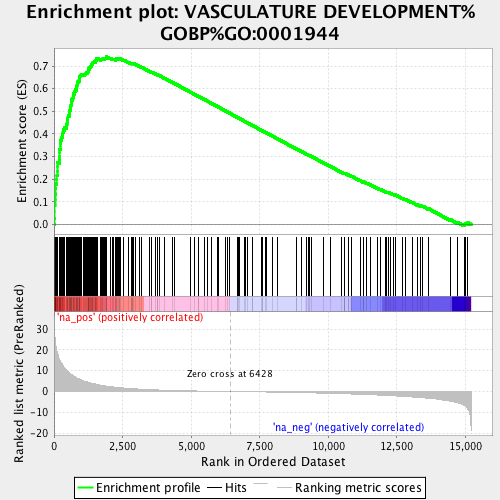 Enrichment plot: VASCULATURE DEVELOPMENT%
GOBP%GO:0001944
Enrichment score (ES)
0.7
0.6
0.5
0.4
0.3
0.2
0.1
0.0
'na_pos' (positively correlated)
Ranked list metric (PreRanked)
30
20
10
0
-10
-20
Zero cross at 6428
'na_neg' (negatively correlated)
0
2,500
5,000
7,500
10,000
12,500
15,000
Rank in Ordered Dataset
Enrichment profile
Hits
Ranking metric scores